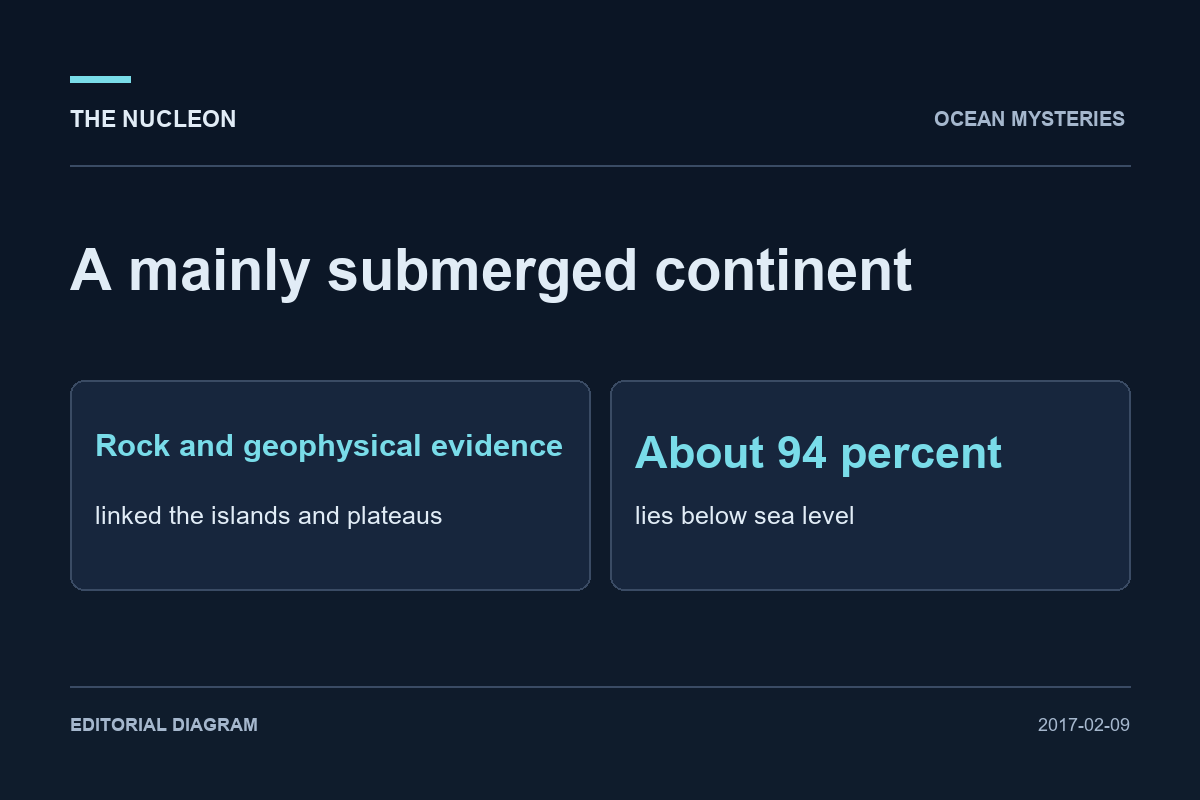 THE NUCLEON
OCEAN MYSTERIES
A mainly submerged continent
Rock and geophysical evidence
linked the islands and plateaus
About 94 percent
lies below sea level
EDITORIAL DIAGRAM
2017-02-09